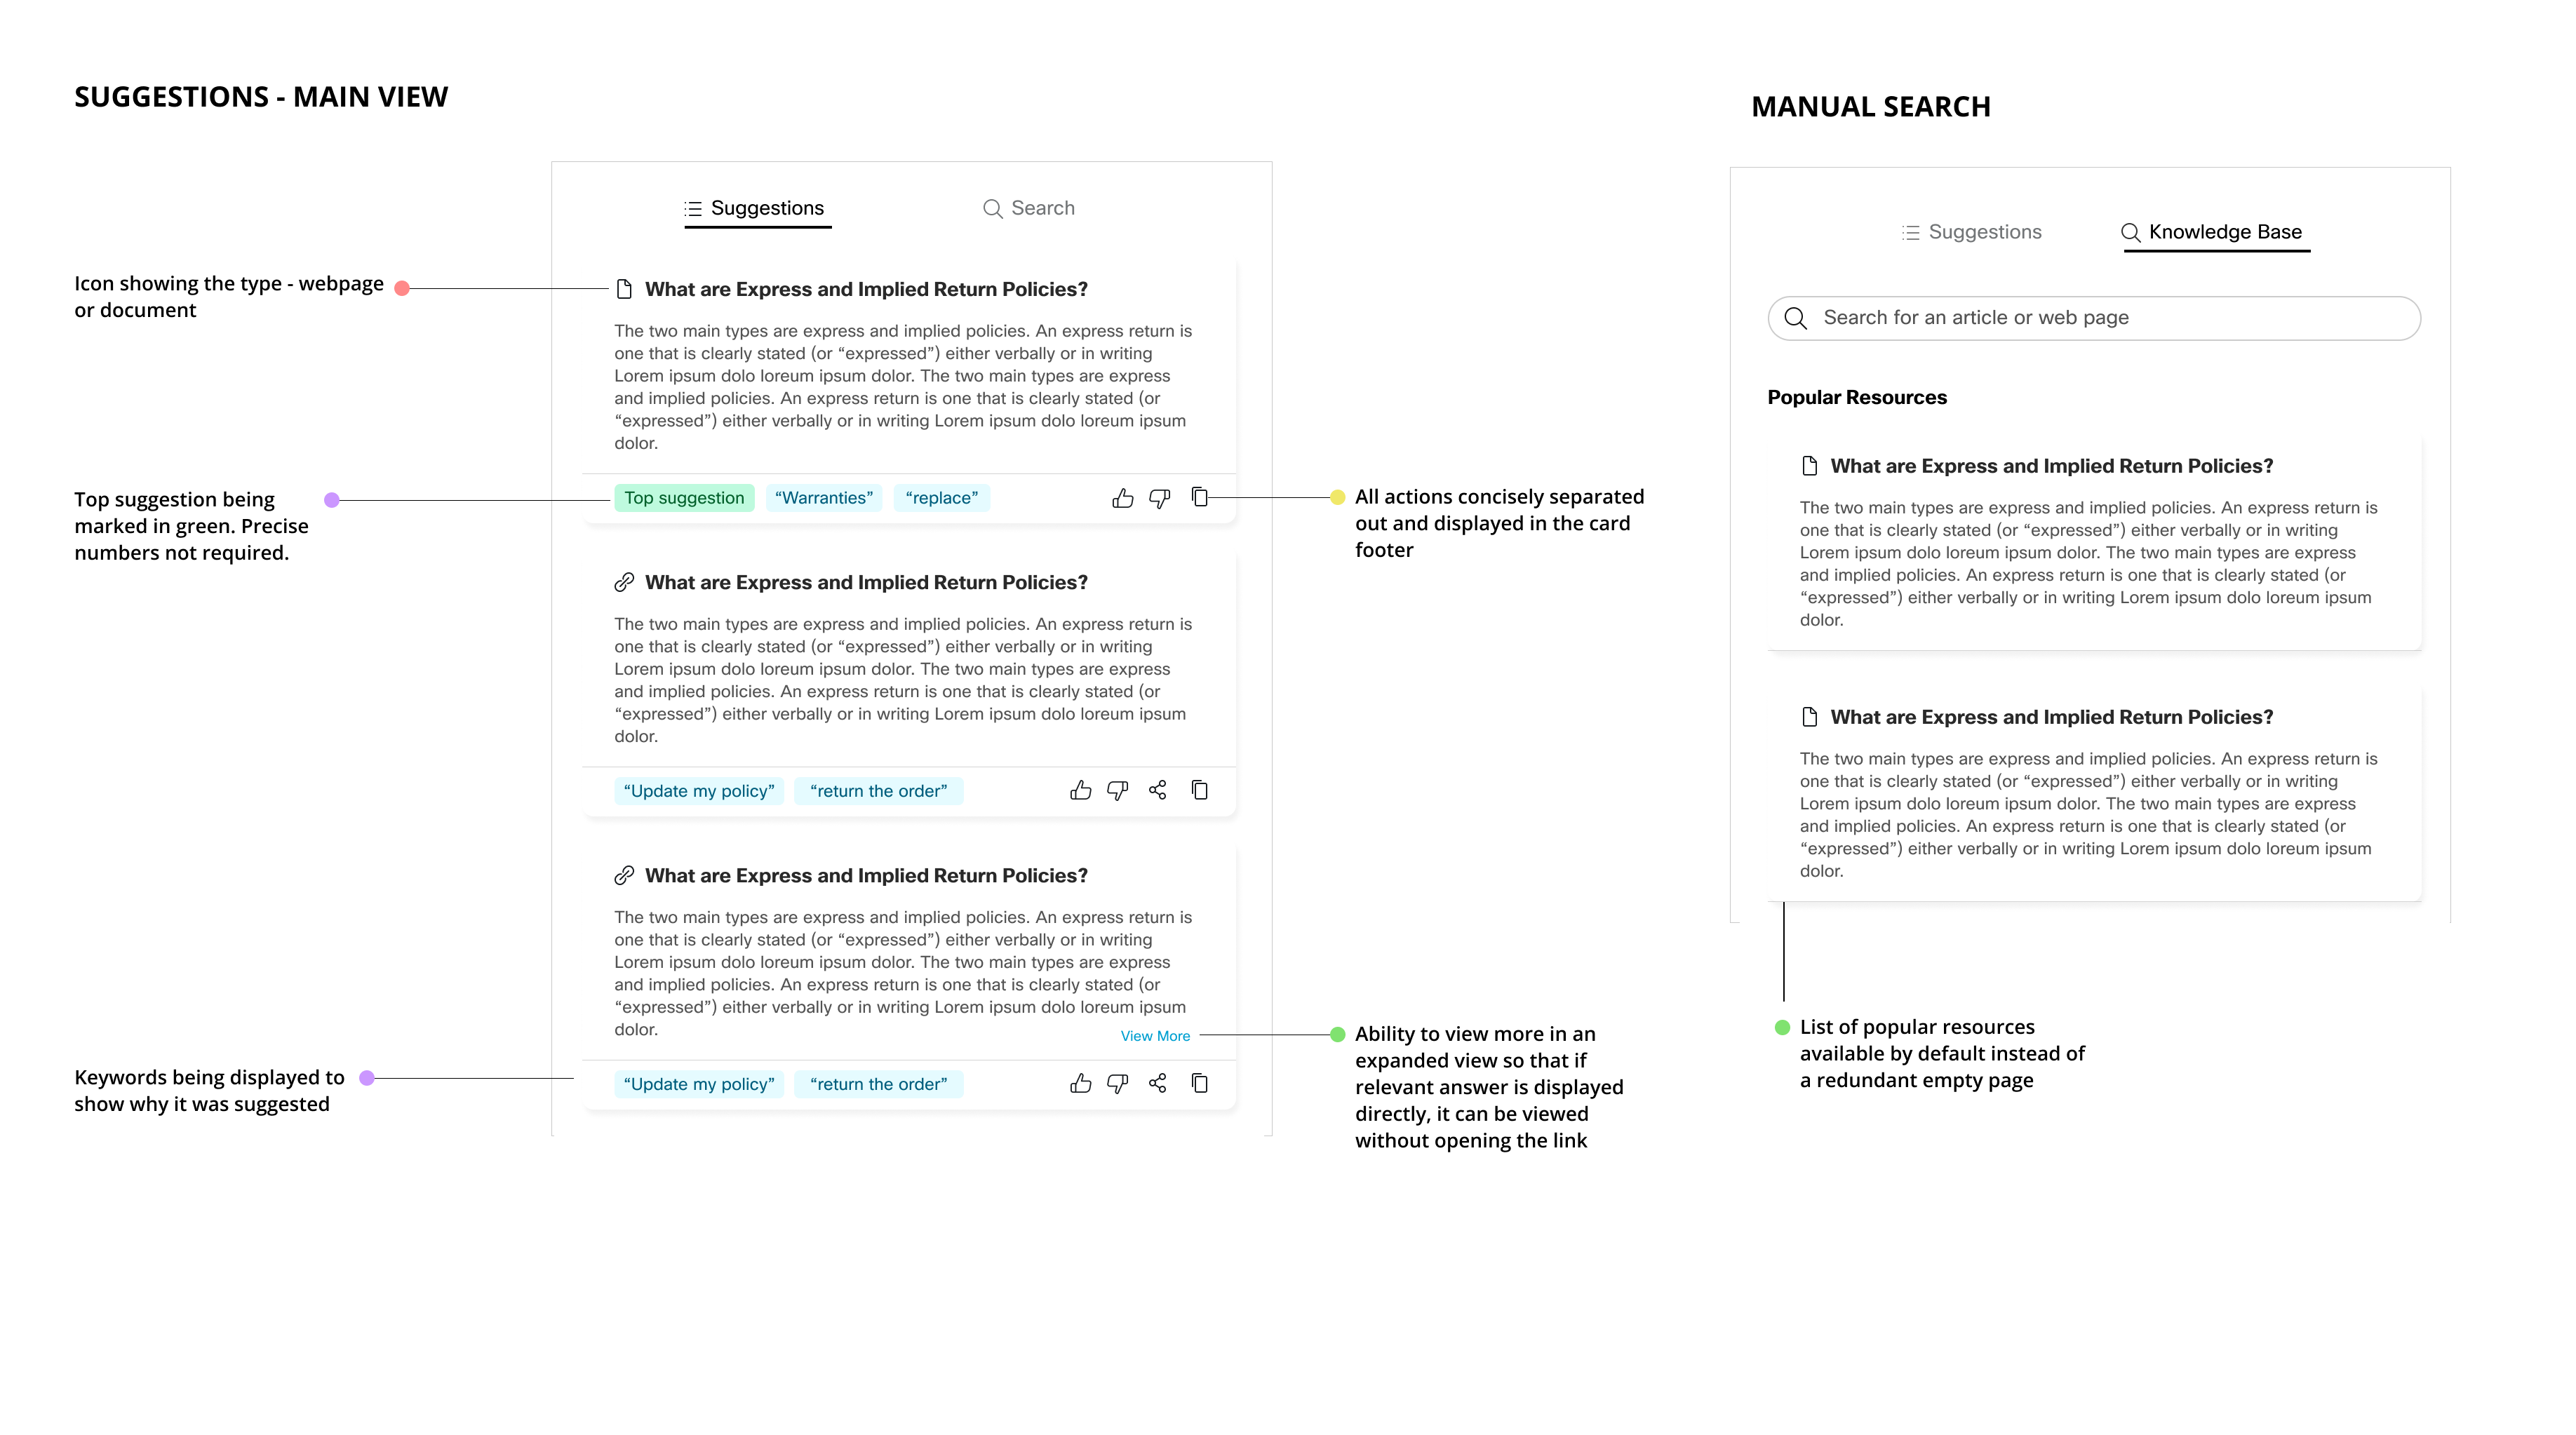 SUGGESTIONS - MAIN VIEW
Suggestions
Search
Icon showing the type - webpage
or document
What are Express and Implied Return Policies?
The two main types are express and implied policies. An express return is
one that is clearly stated (or “expressed”) either verbally or in writing
Lorem ipsum dolo loreum ipsum dolor. The two main types are express
and implied policies. An express return is one that is clearly stated (or
“expressed”) either verbally or in writing Lorem ipsum dolo loreum ipsum
dolor.
Top suggestion being
marked in green. Precise
numbers not required.
Top suggestion
“Warranties”
“replace”
All actions concisely separated
out and displayed in the card
footer
What are Express and Implied Return Policies?
The two main types are express and implied policies. An express return is
one that is clearly stated (or “expressed”) either verbally or in writing
Lorem ipsum dolo loreum ipsum dolor. The two main types are express
and implied policies. An express return is one that is clearly stated (or
“expressed”) either verbally or in writing Lorem ipsum dolo loreum ipsum
dolor.
“Update my policy”
“return the order”
What are Express and Implied Return Policies?
The two main types are express and implied policies. An express return is
one that is clearly stated (or “expressed”) either verbally or in writing
Lorem ipsum dolo loreum ipsum dolor. The two main types are express
and implied policies. An express return is one that is clearly stated (or
“expressed”) either verbally or in writing Lorem ipsum dolo loreum ipsum
dolor.
View More
Ability to view more in an
expanded view so that if
relevant answer is displayed
directly, it can be viewed
without opening the link
Keywords being displayed to
show why it was suggested
“Update my policy”
“return the order”
MANUAL SEARCH
Suggestions
Knowledge Base
Search for an article or web page
Popular Resources
What are Express and Implied Return Policies?
The two main types are express and implied policies. An express return is
one that is clearly stated (or “expressed”) either verbally or in writing
Lorem ipsum dolo loreum ipsum dolor. The two main types are express
and implied policies. An express return is one that is clearly stated (or
“expressed”) either verbally or in writing Lorem ipsum dolo loreum ipsum
dolor.
What are Express and Implied Return Policies?
The two main types are express and implied policies. An express return is
one that is clearly stated (or “expressed”) either verbally or in writing
Lorem ipsum dolo loreum ipsum dolor. The two main types are express
and implied policies. An express return is one that is clearly stated (or
“expressed”) either verbally or in writing Lorem ipsum dolo loreum ipsum
dolor.
List of popular resources
available by default instead of
a redundant empty page